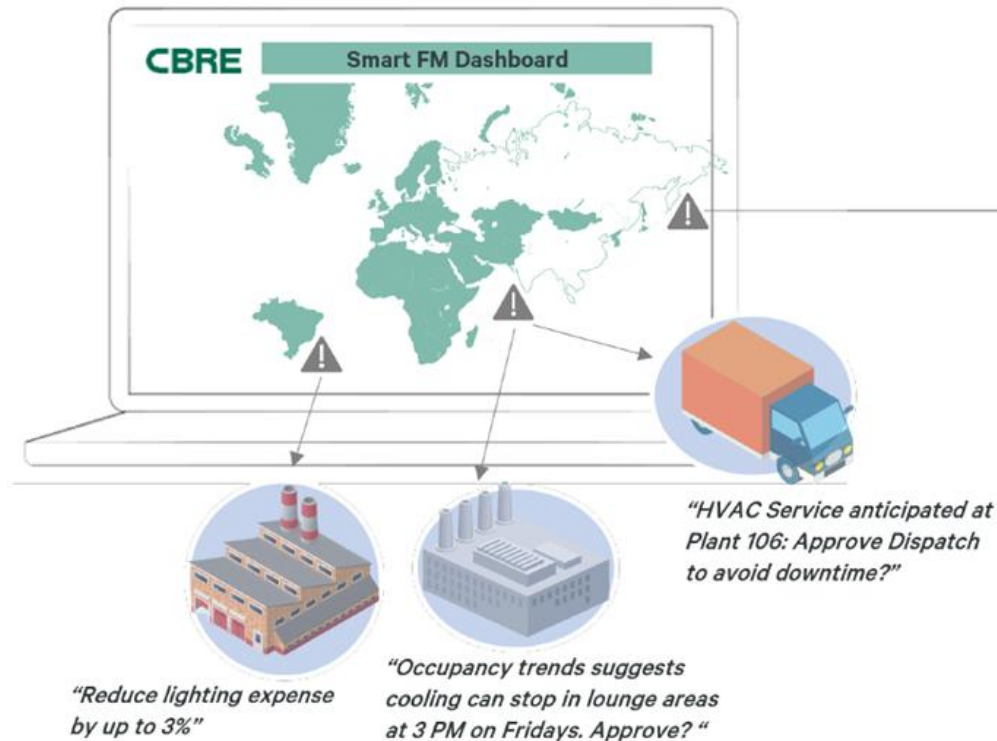 CBRE
Smart FM Dashboard
“HVAC Service anticipated at
Plant 106: Approve Dispatch
to avoid downtime?”
“Reduce lighting expense
by up to 3%”
“Occupancy trends suggests
cooling can stop in lounge areas
at 3 PM on Fridays. Approve? “